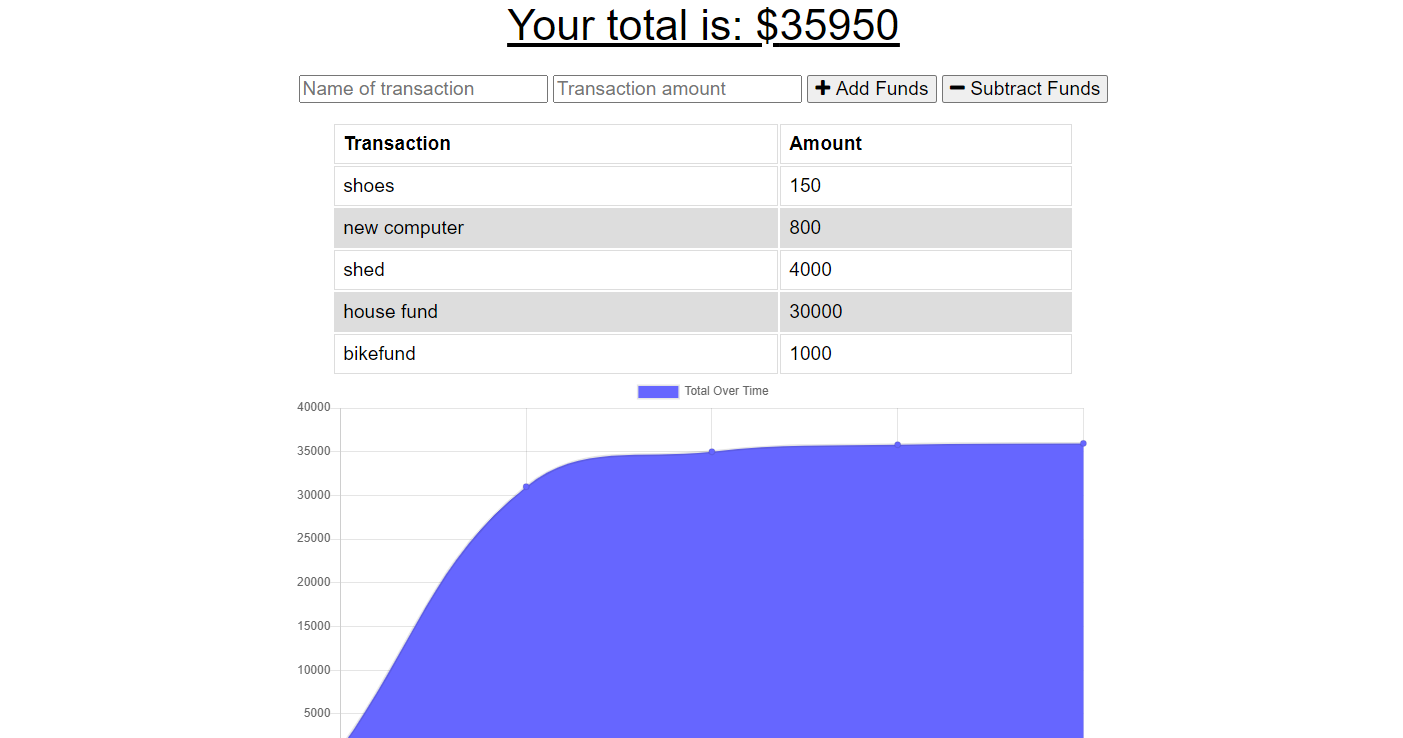 Your total is: $35950
Name of transaction Transaction amount Add Funds Subtract Funds
Transaction Amount
shoes 150
new computer 800
shed 4000
house fund 30000
bikefund 1000
Total Over Time
40000
35000
30000
25000
20000
15000
10000
5000